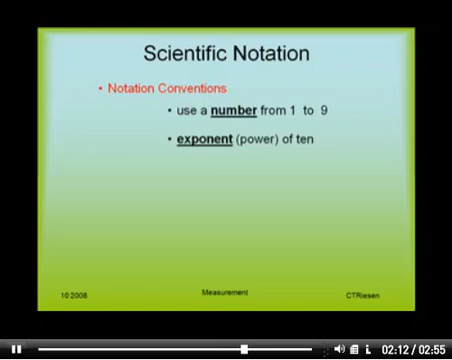 Scientific Notation
• Notation Conventions
• use a number from 1 to 9
• exponent (power) of ten
10 2008
Measurement
CTRiesen
02:12 / 02:55